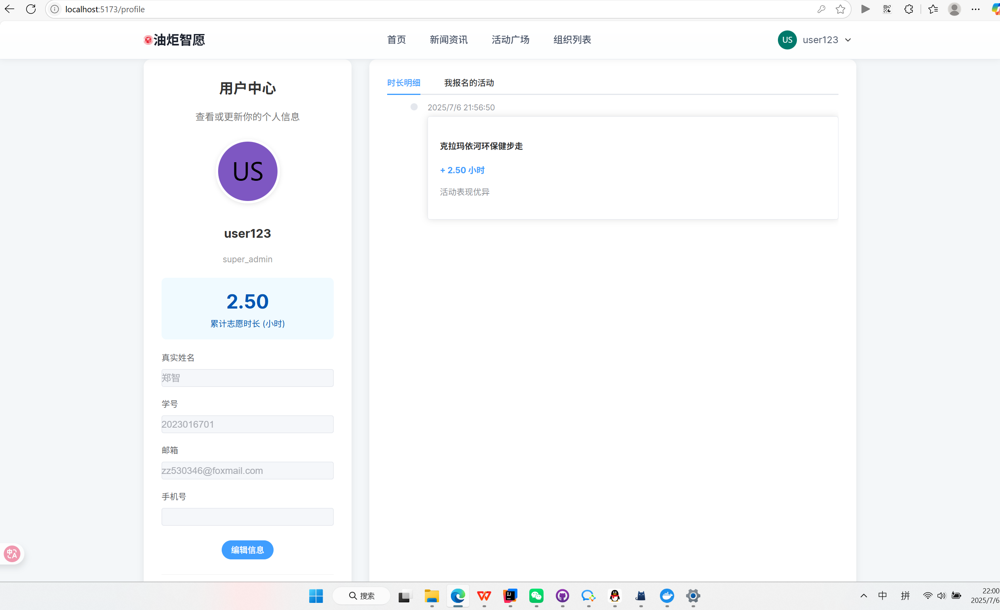 localhost:5173/profile
油炬智愿
首页
新闻资讯
活动广场
组织列表
US
user123
用户中心
查看或更新你的个人信息
US
user123
super_admin
2.50
累计志愿时长 (小时)
真实姓名
郑智
学号
2023016701
邮箱
zz530346@foxmail.com
手机号
编辑信息
时长明细
我报名的活动
2025/7/6 21:56:50
克拉玛依河环保健步走
+ 2.50 小时
活动表现优异
中A
搜索
IJ
中
拼
22:00
2025/7/6